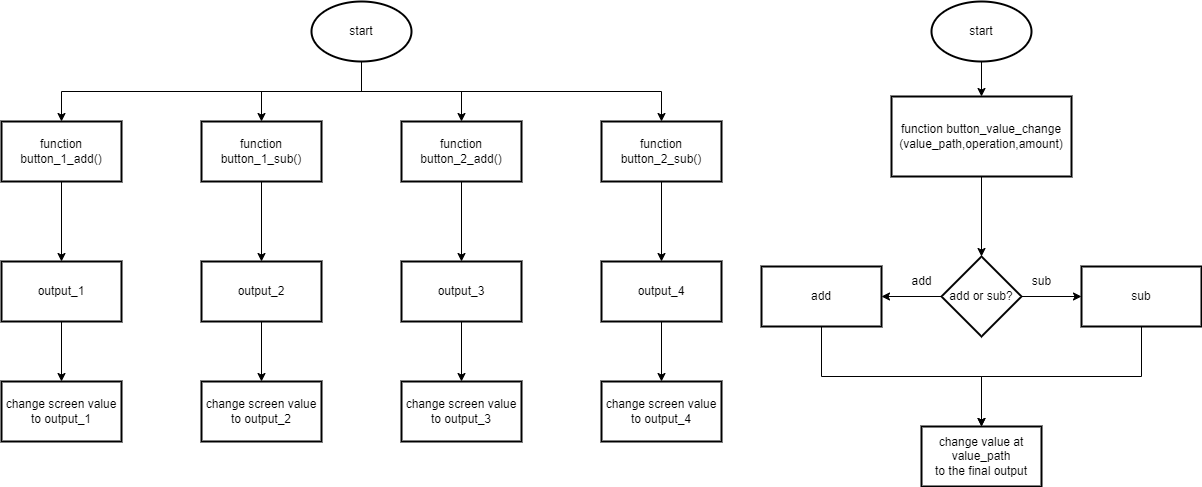 start
function
button_1_add()
function
button_1_sub()
function
button_2_add()
function
button_2_sub()
output_1
output_2
output_3
output_4
change screen value
to output_1
change screen value
to output_2
change screen value
to output_3
change screen value
to output_4
start
function button_value_change
(value_path,operation,amount)
add
add
add or sub?
sub
sub
change value at
value_path
to the final output